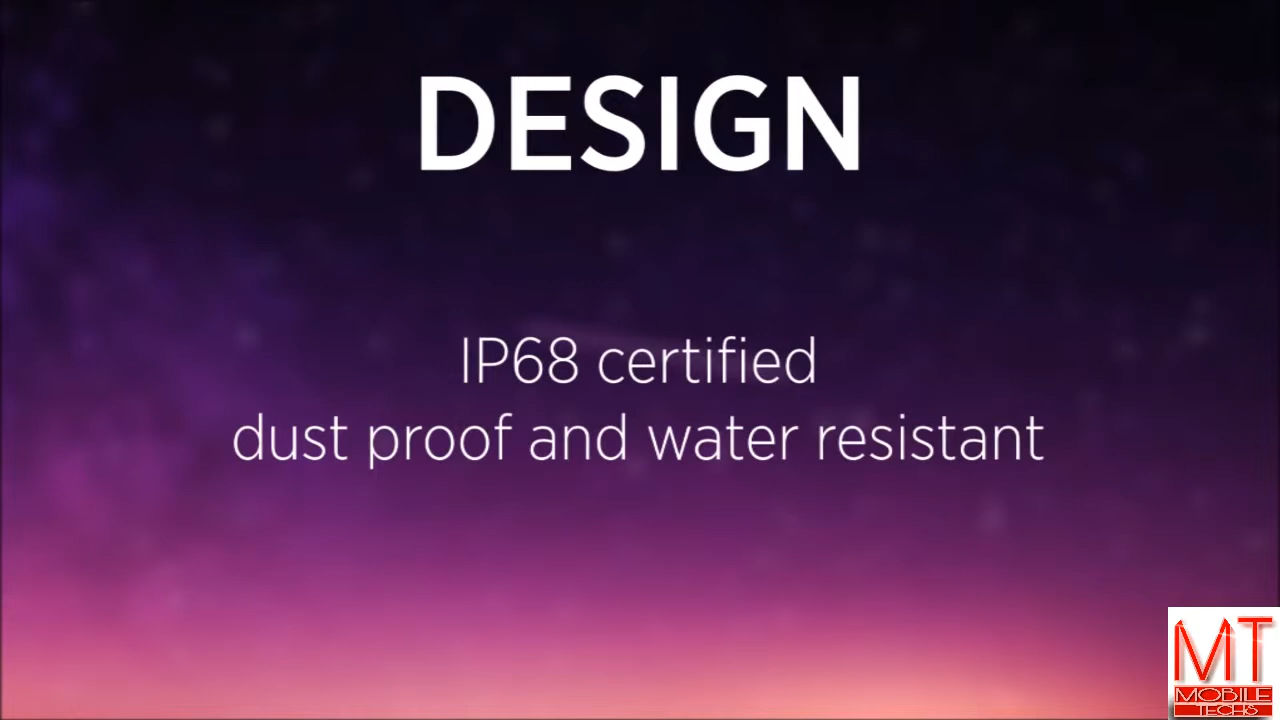 DESIGN
IP68 certified
dust proof and water resistant
MT
MOBILE
TECHS